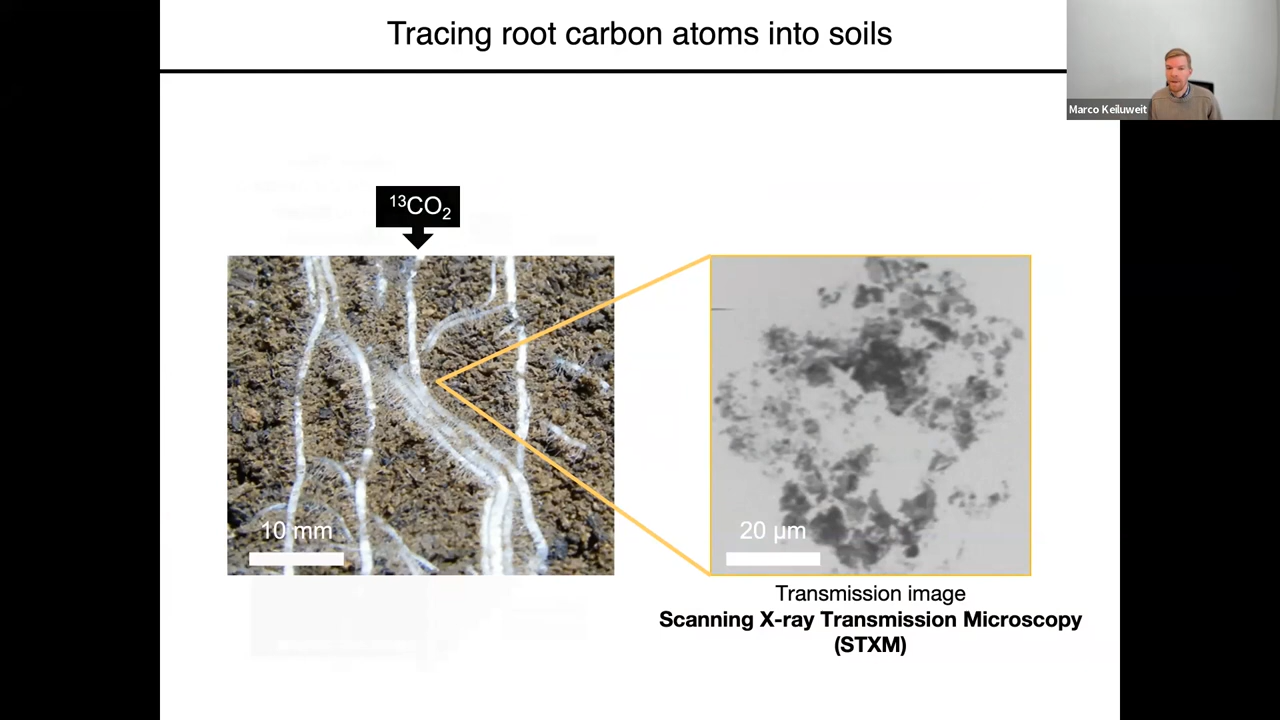 Tracing root carbon atoms into soils
Marco Keiluweit
¹³CO₂
10 mm
20 µm
Transmission image
Scanning X-ray Transmission Microscopy
(STXM)